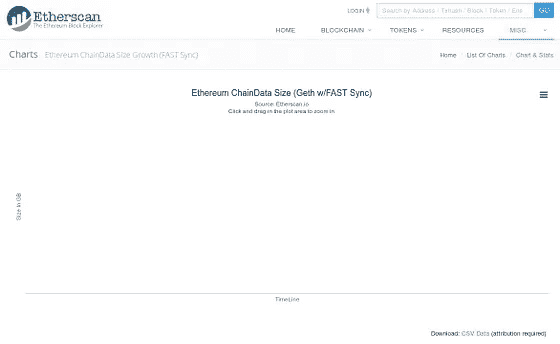 Etherscan
The Ethereum Block Explorer
LOGIN
Search by Address / Txhash / Block / Token / Ens
GO
HOME
BLOCKCHAIN
TOKENS
RESOURCES
MISC
Charts
Ethereum ChainData Size Growth (FAST Sync)
Home / List Of Charts / Chart & Stats
Ethereum ChainData Size (Geth w/FAST Sync)
Source: Etherscan.io
Click and drag in the plot area to zoom in
Size in GB
TimeLine
Download: CSV Data (attribution required)